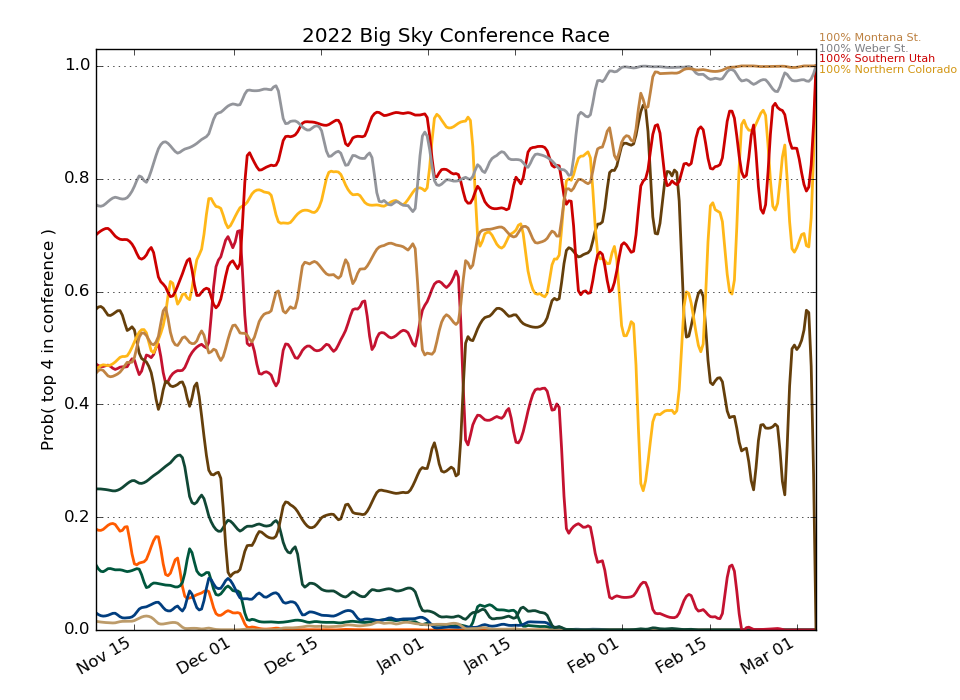 2022 Big Sky Conference Race
100% Montana St.
100% Weber St.
100% Southern Utah
100% Northern Colorado
Prob( top 4 in conference )
1.0
0.8
0.6
0.4
0.2
0.0
Nov 15
Dec 01
Dec 15
Jan 01
Jan 15
Feb 01
Feb 15
Mar 01